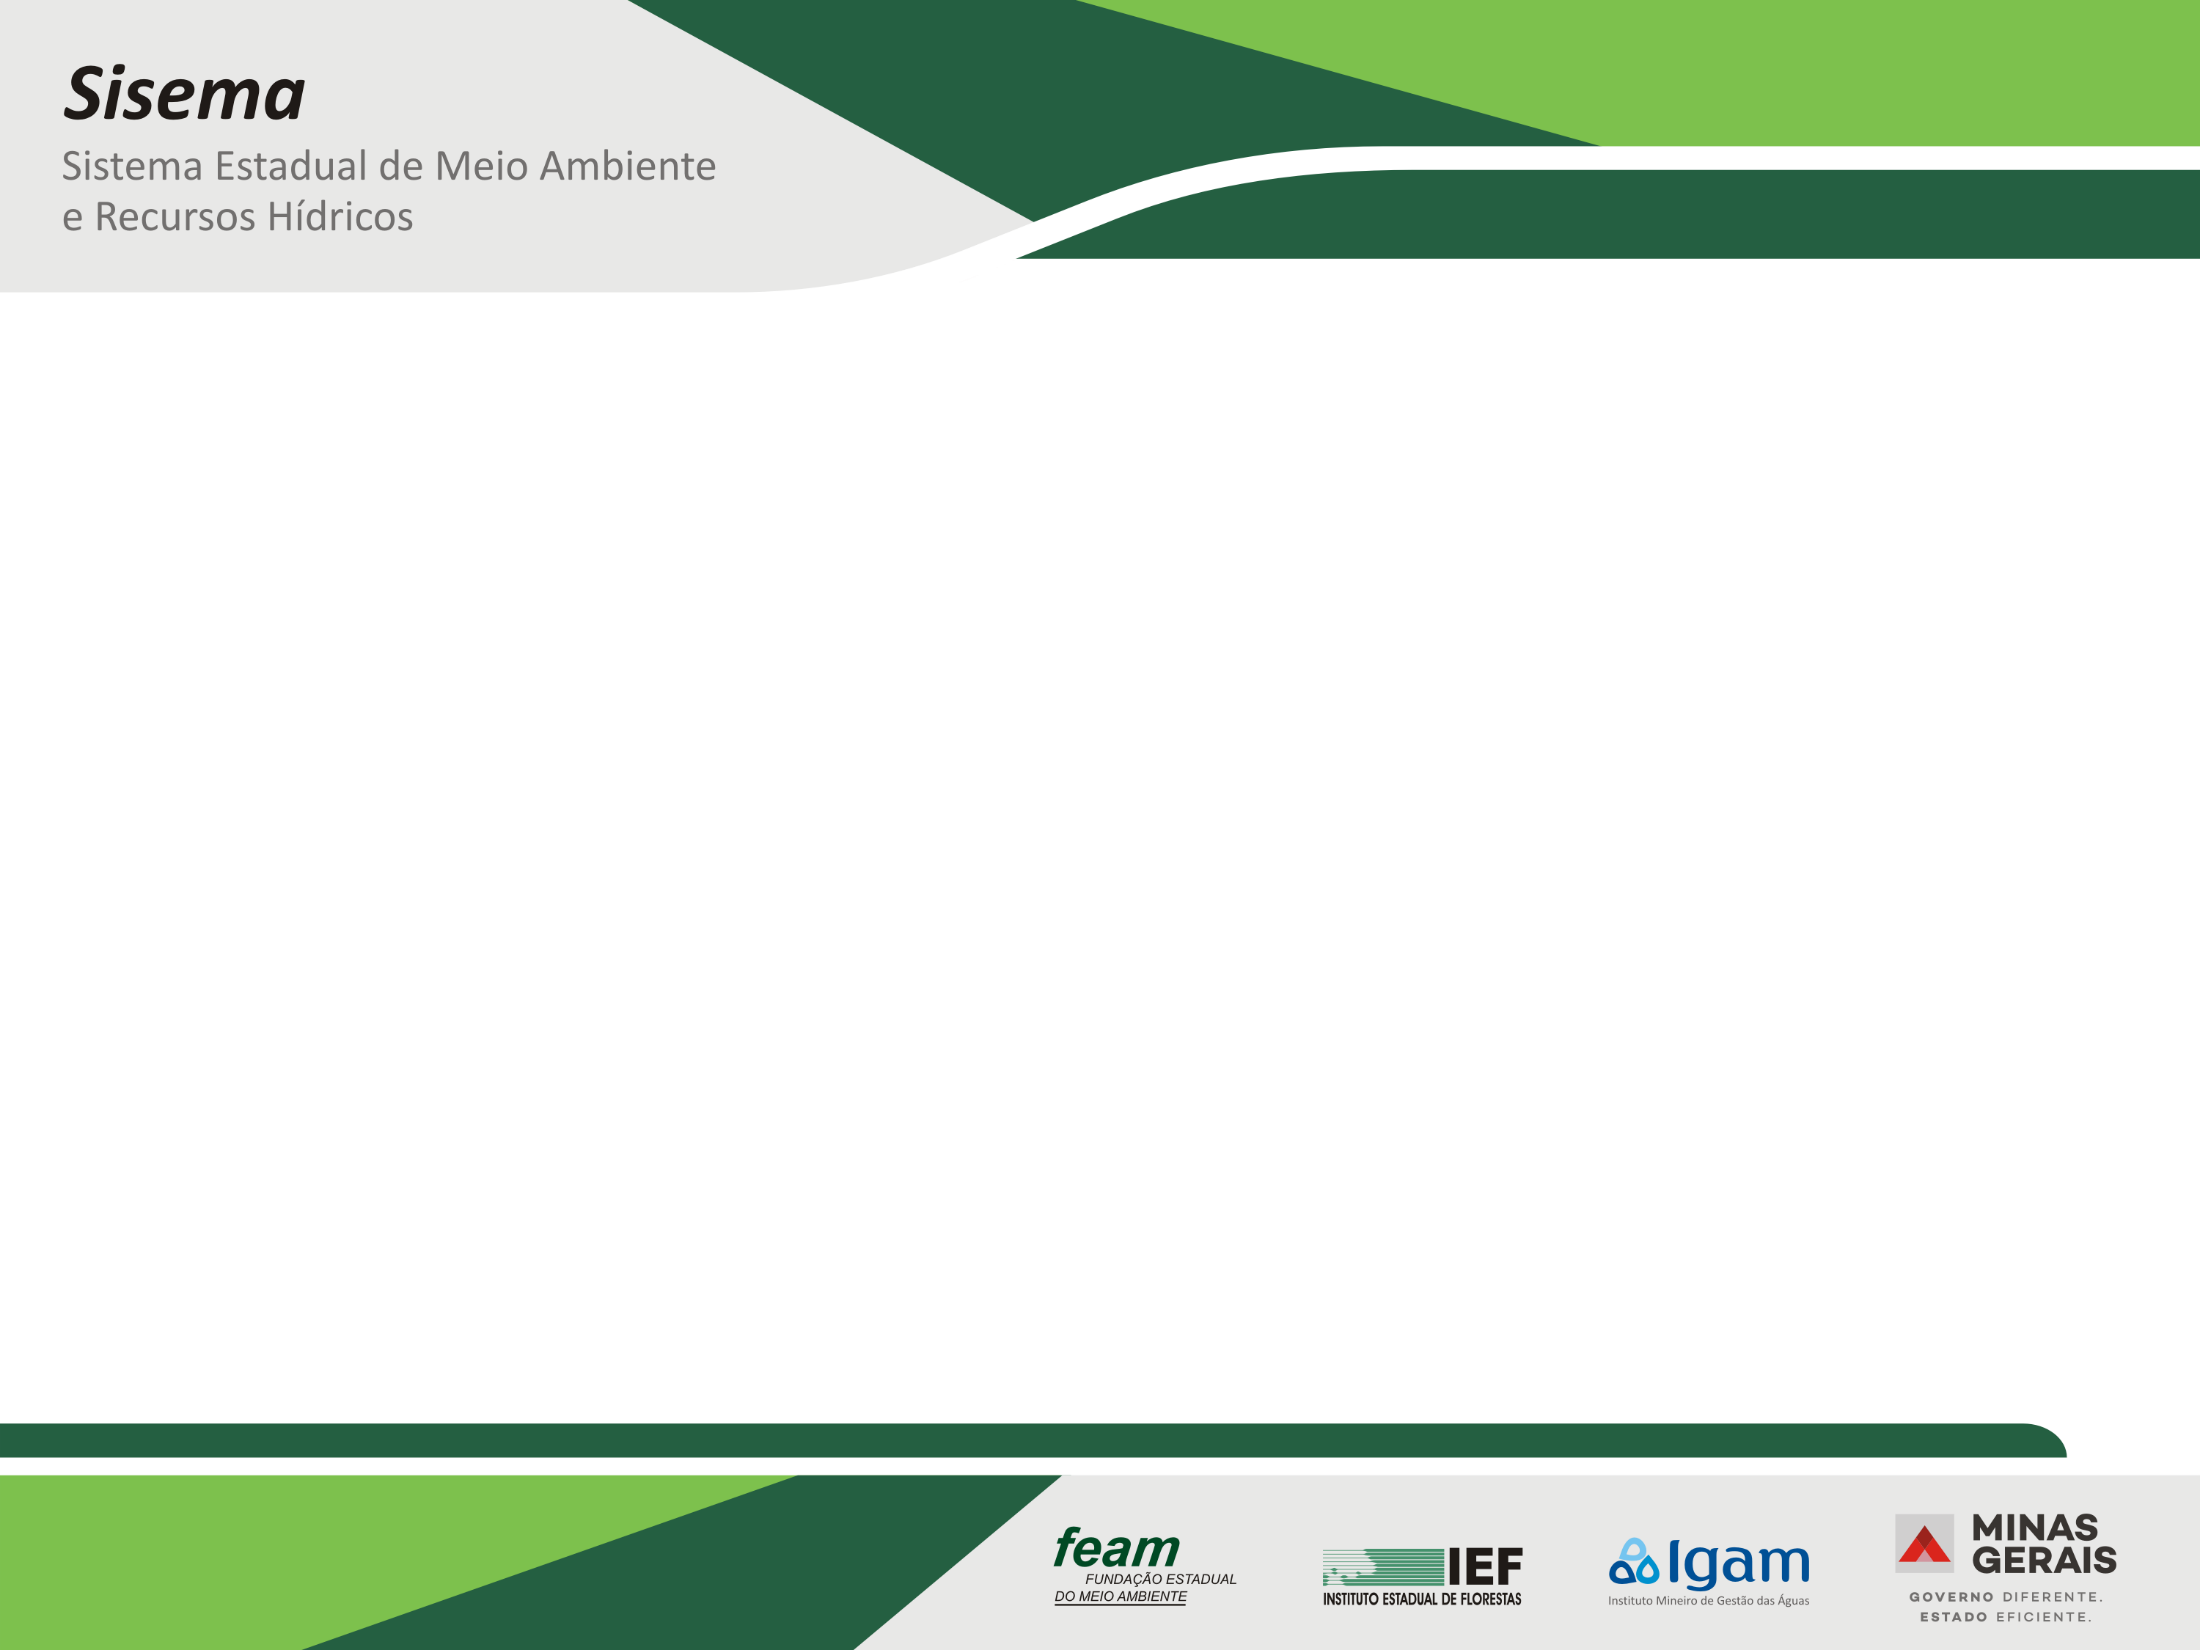 Sisema
Sistema Estadual de Meio Ambiente
e Recursos Hídricos
feam
FUNDAÇÃO ESTADUAL
DO MEIO AMBIENTE
IEF
INSTITUTO ESTADUAL DE FLORESTAS
Igam
Instituto Mineiro de Gestão das Águas
MINAS
GERAIS
GOVERNO DIFERENTE.
ESTADO EFICIENTE.